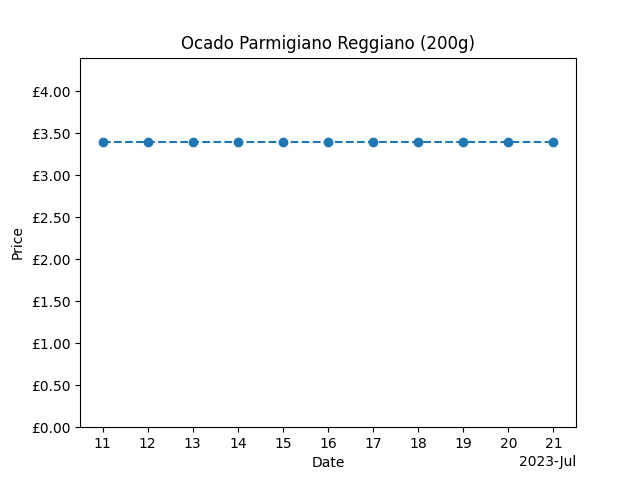 Ocado Parmigiano Reggiano (200g)
£4.00
£3.50
£3.00
£2.50
£2.00
£1.50
£1.00
£0.50
£0.00
Price
11 12 13 14 15 16 17 18 19 20 21
Date
2023-Jul